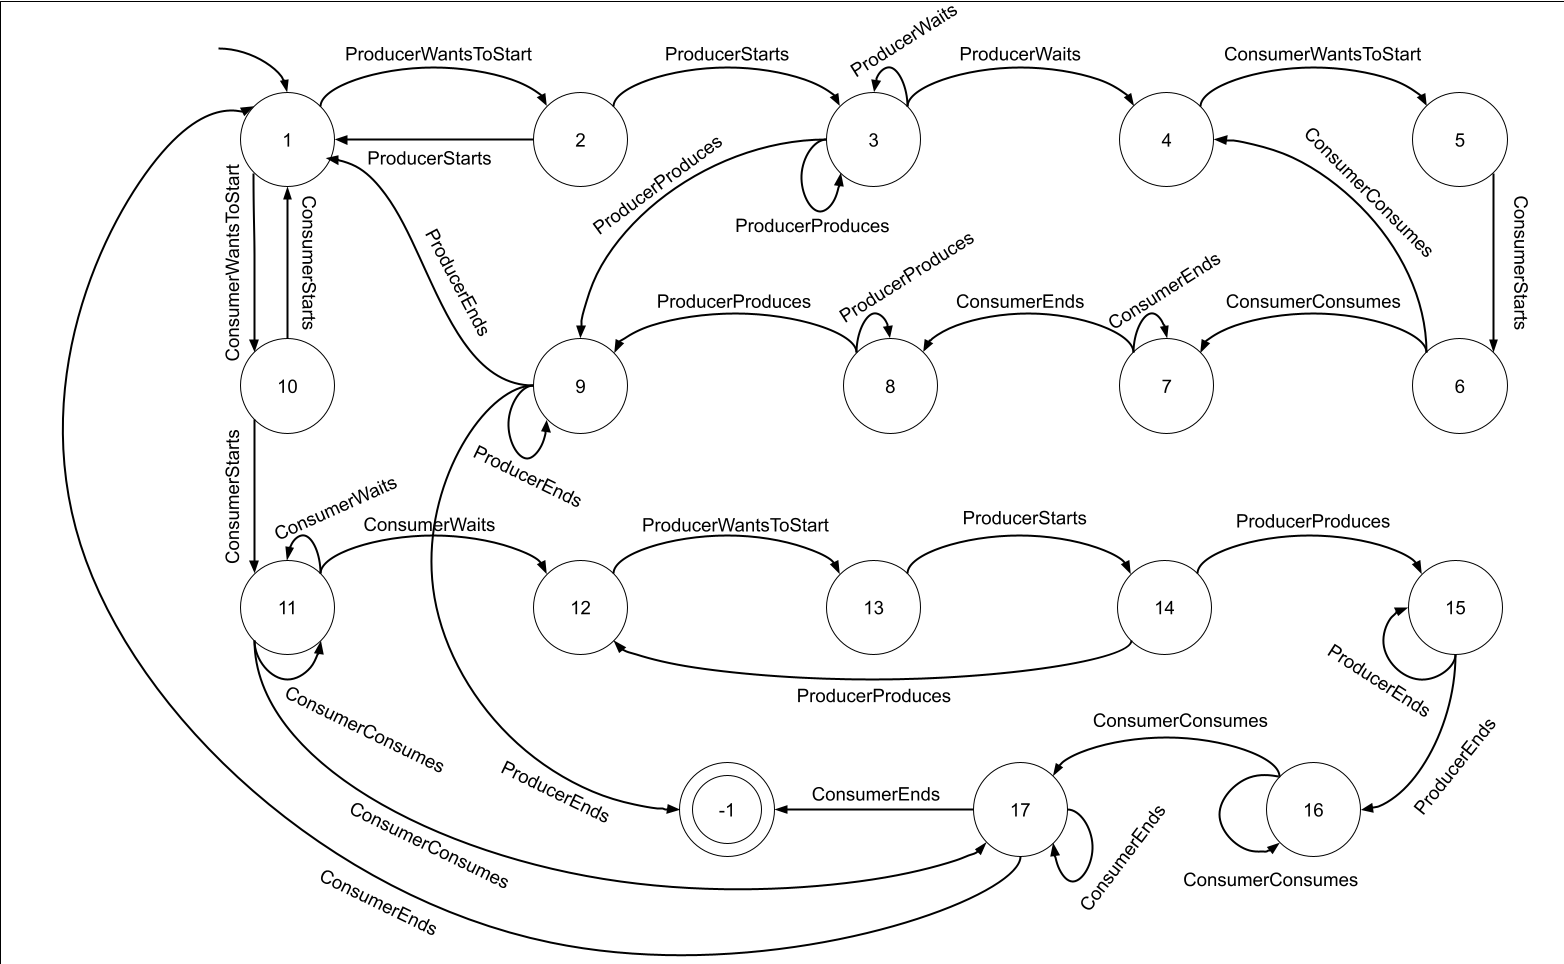 ProducerWaits
ProducerWantsToStart
ProducerStarts
ProducerWaits
ConsumerWantsToStart
1
2
3
4
5
ProducerStarts
ProducerProduces
ConsumerConsumes
ConsumerWantsToStart
ConsumerStarts
ProducerProduces
ConsumerStarts
ProducerEnds
ProducerProduces
ConsumerEnds
ProducerProduces
ConsumerEnds
ConsumerConsumes
10
9
8
7
6
ConsumerStarts
ProducerEnds
ConsumerWaits
ConsumerWaits
ProducerWantsToStart
ProducerStarts
ProducerProduces
11
12
13
14
15
ProducerEnds
ProducerProduces
ConsumerConsumes
ConsumerConsumes
ProducerEnds
ProducerEnds
ConsumerEnds
-1
17
16
ConsumerConsumes
ConsumerEnds
ConsumerConsumes
ConsumerEnds